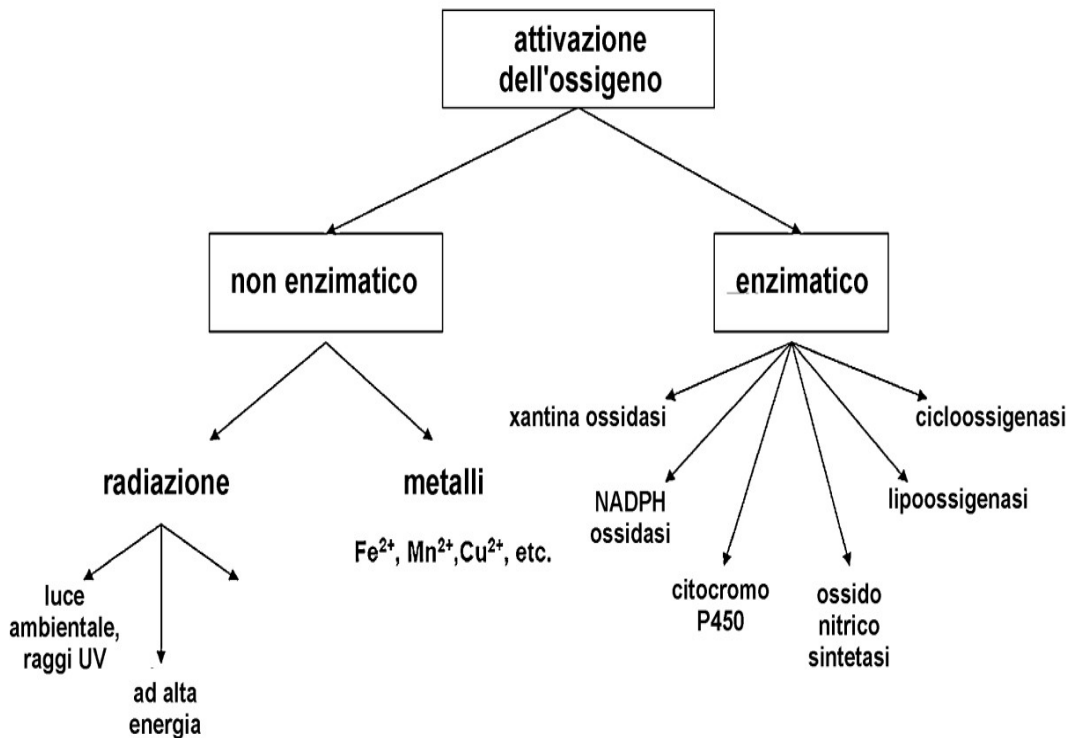 attivazione
dell'ossigeno
non enzimatico
enzimatico
xantina ossidasi
cicloossigenasi
radiazione
metalli
NADPH
ossidasi
lipoossigenasi
Fe²⁺, Mn²⁺,Cu²⁺, etc.
luce
ambientale,
raggi UV
citocromo
P450
ossido
nitrico
sintetasi
ad alta
energia